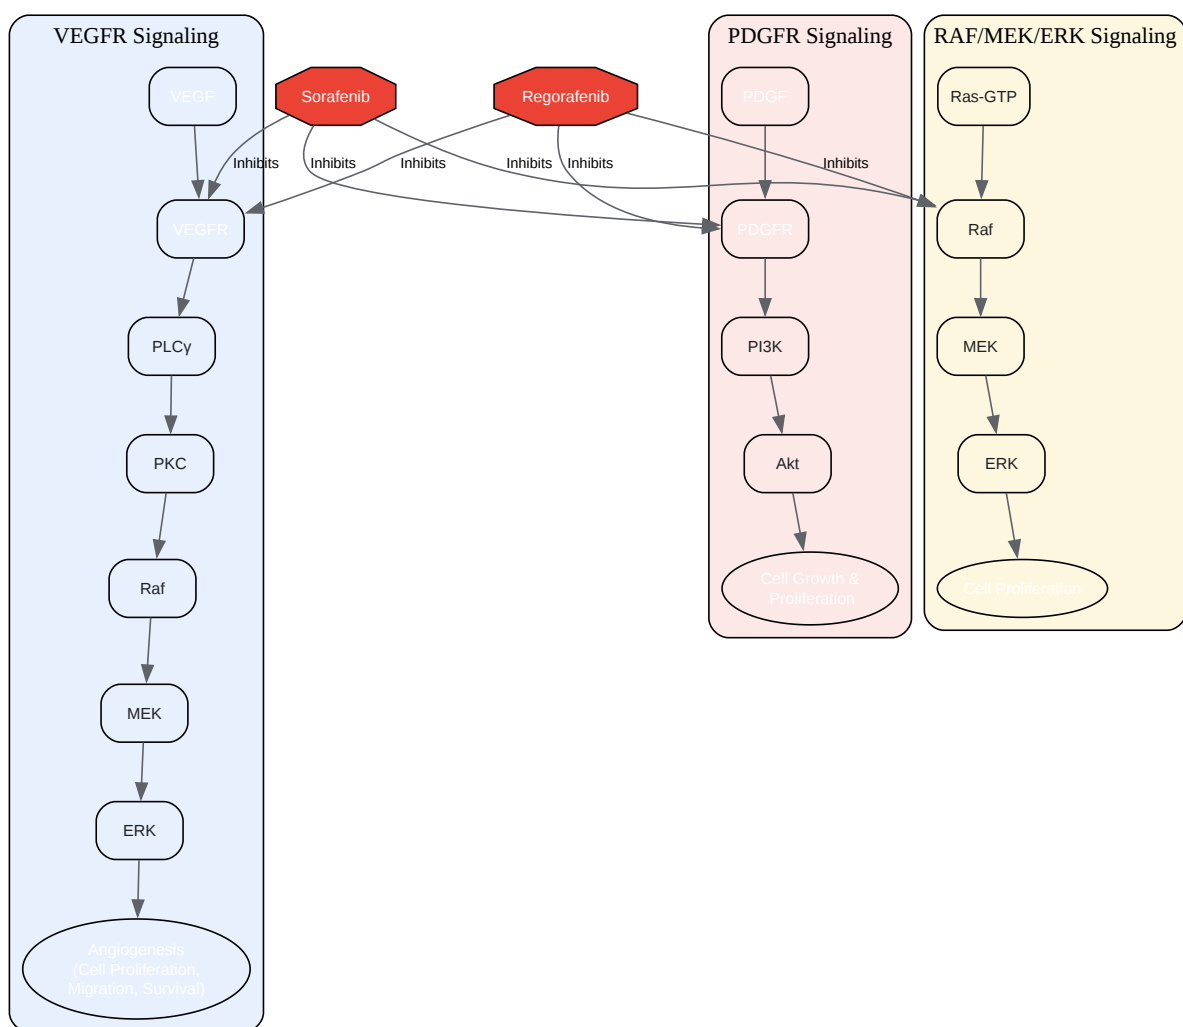 VEGFR Signaling
PDGFR Signaling
RAF/MEK/ERK Signaling
VEGF
Sorafenib
Regorafenib
PDGF
Ras-GTP
Inhibits
Inhibits
Inhibits
Inhibits
Inhibits
Inhibits
VEGFR
PDGFR
Raf
PLCγ
PI3K
MEK
PKC
Akt
ERK
Raf
Cell Growth &
Proliferation
Cell Proliferation
MEK
ERK
Angiogenesis
(Cell Proliferation,
Migration, Survival)